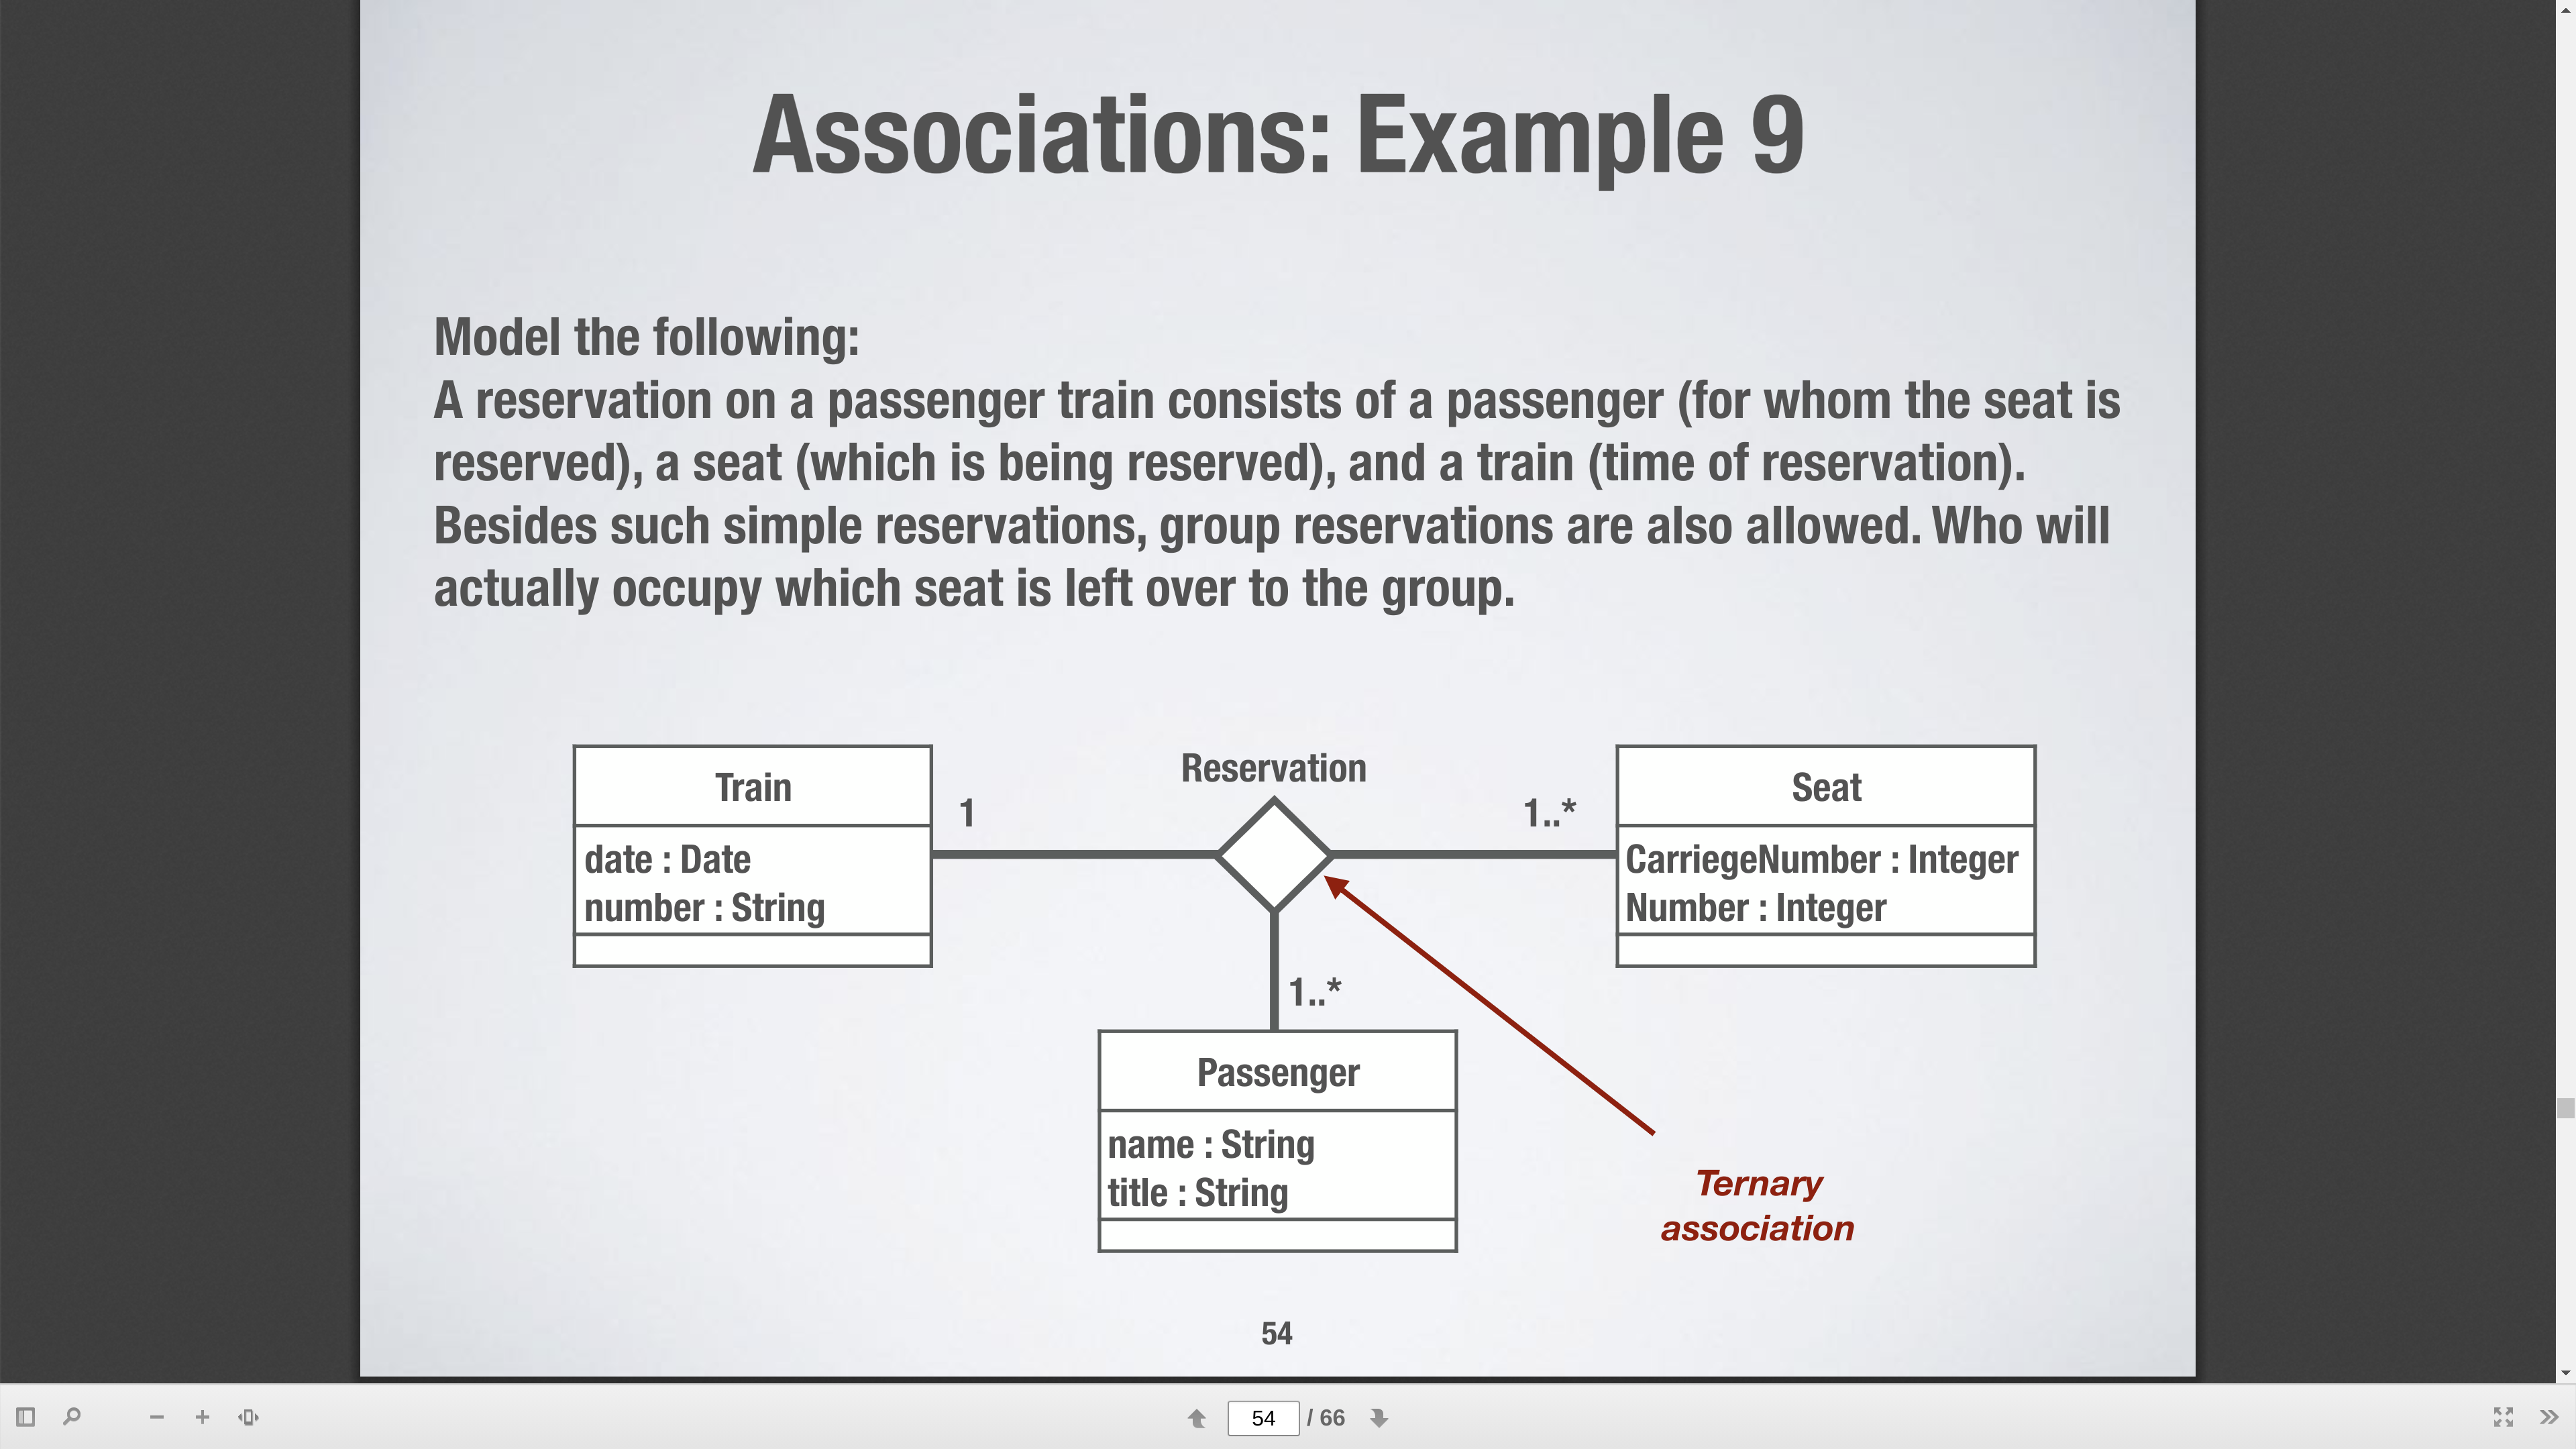 Associations: Example 9
Model the following:
A reservation on a passenger train consists of a passenger (for whom the seat is
reserved), a seat (which is being reserved), and a train (time of reservation).
Besides such simple reservations, group reservations are also allowed. Who will
actually occupy which seat is left over to the group.
Train
date : Date
number : String
1
Reservation
1..*
Seat
CarriegeNumber : Integer
Number : Integer
1..*
Passenger
name : String
title : String
Ternary
association
54
54 / 66